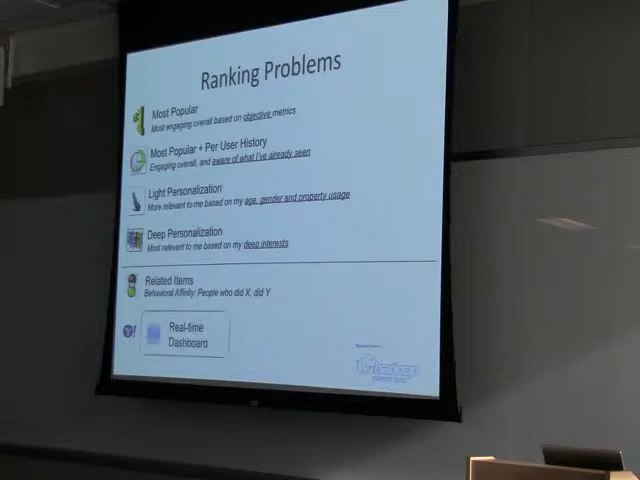 Ranking Problems
Most Popular
Most engaging overall based on objective metrics
Most Popular + Per User History
Engaging overall, and aware of what I've already seen
Light Personalization
More relevant to me based on my age, gender and property usage
Deep Personalization
Most relevant to me based on my deep interests
Related Items
Behavioral Affinity: People who did X, did Y
Y!
Real-time
Dashboard